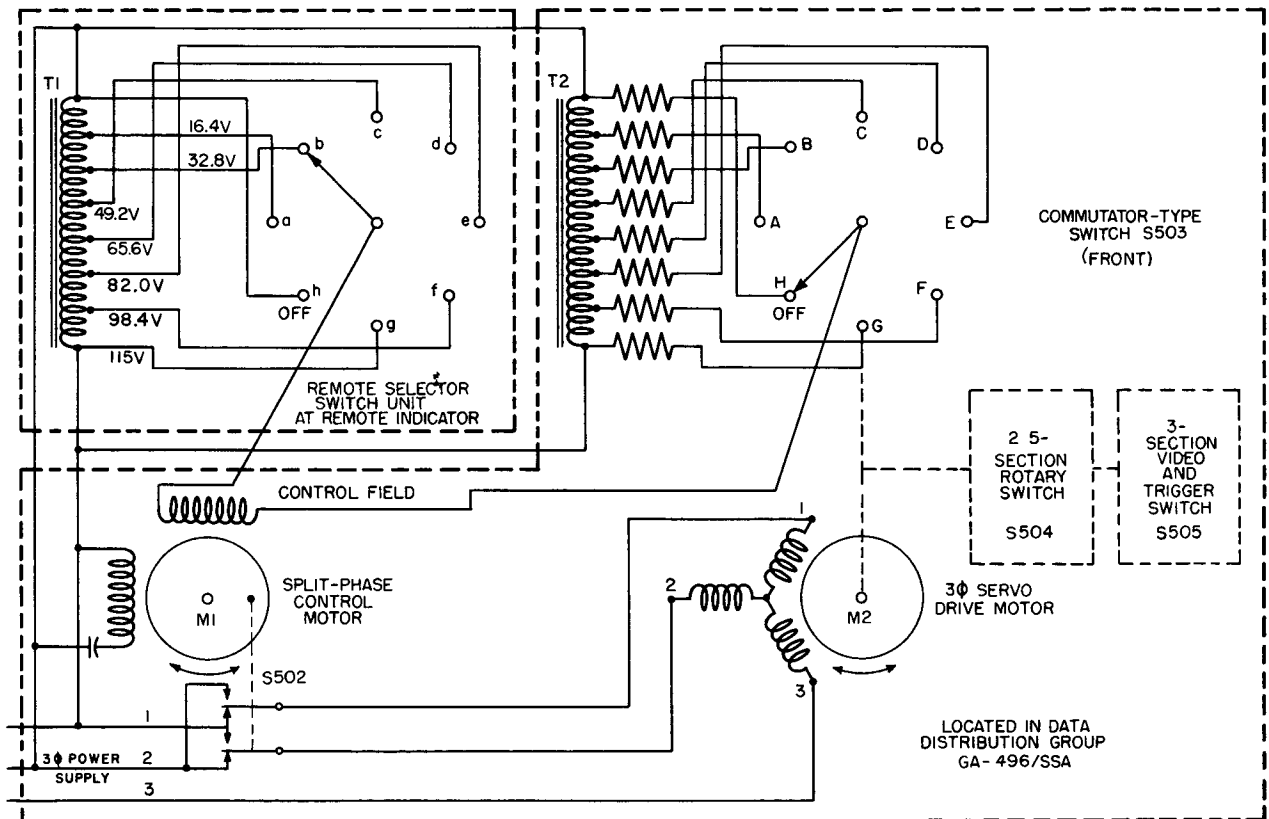 T1
16.4V
32.8V
49.2V
65.6V
82.0V
98.4V
115V
a
b
c
d
e
f
g
h
OFF
REMOTE SELECTOR
SWITCH UNIT
AT REMOTE INDICATOR
T2
A
B
C
D
E
F
G
H
OFF
COMMUTATOR-TYPE
SWITCH S503
(FRONT)
2 5-
SECTION
ROTARY
SWITCH
S504
3-
SECTION
VIDEO
AND
TRIGGER
SWITCH
S505
CONTROL FIELD
M1
SPLIT-PHASE
CONTROL
MOTOR
S502
1
2
3
M2
3Φ SERVO
DRIVE MOTOR
1
2
3
3Φ POWER
SUPPLY
LOCATED IN DATA
DISTRIBUTION GROUP
GA-496/SSA